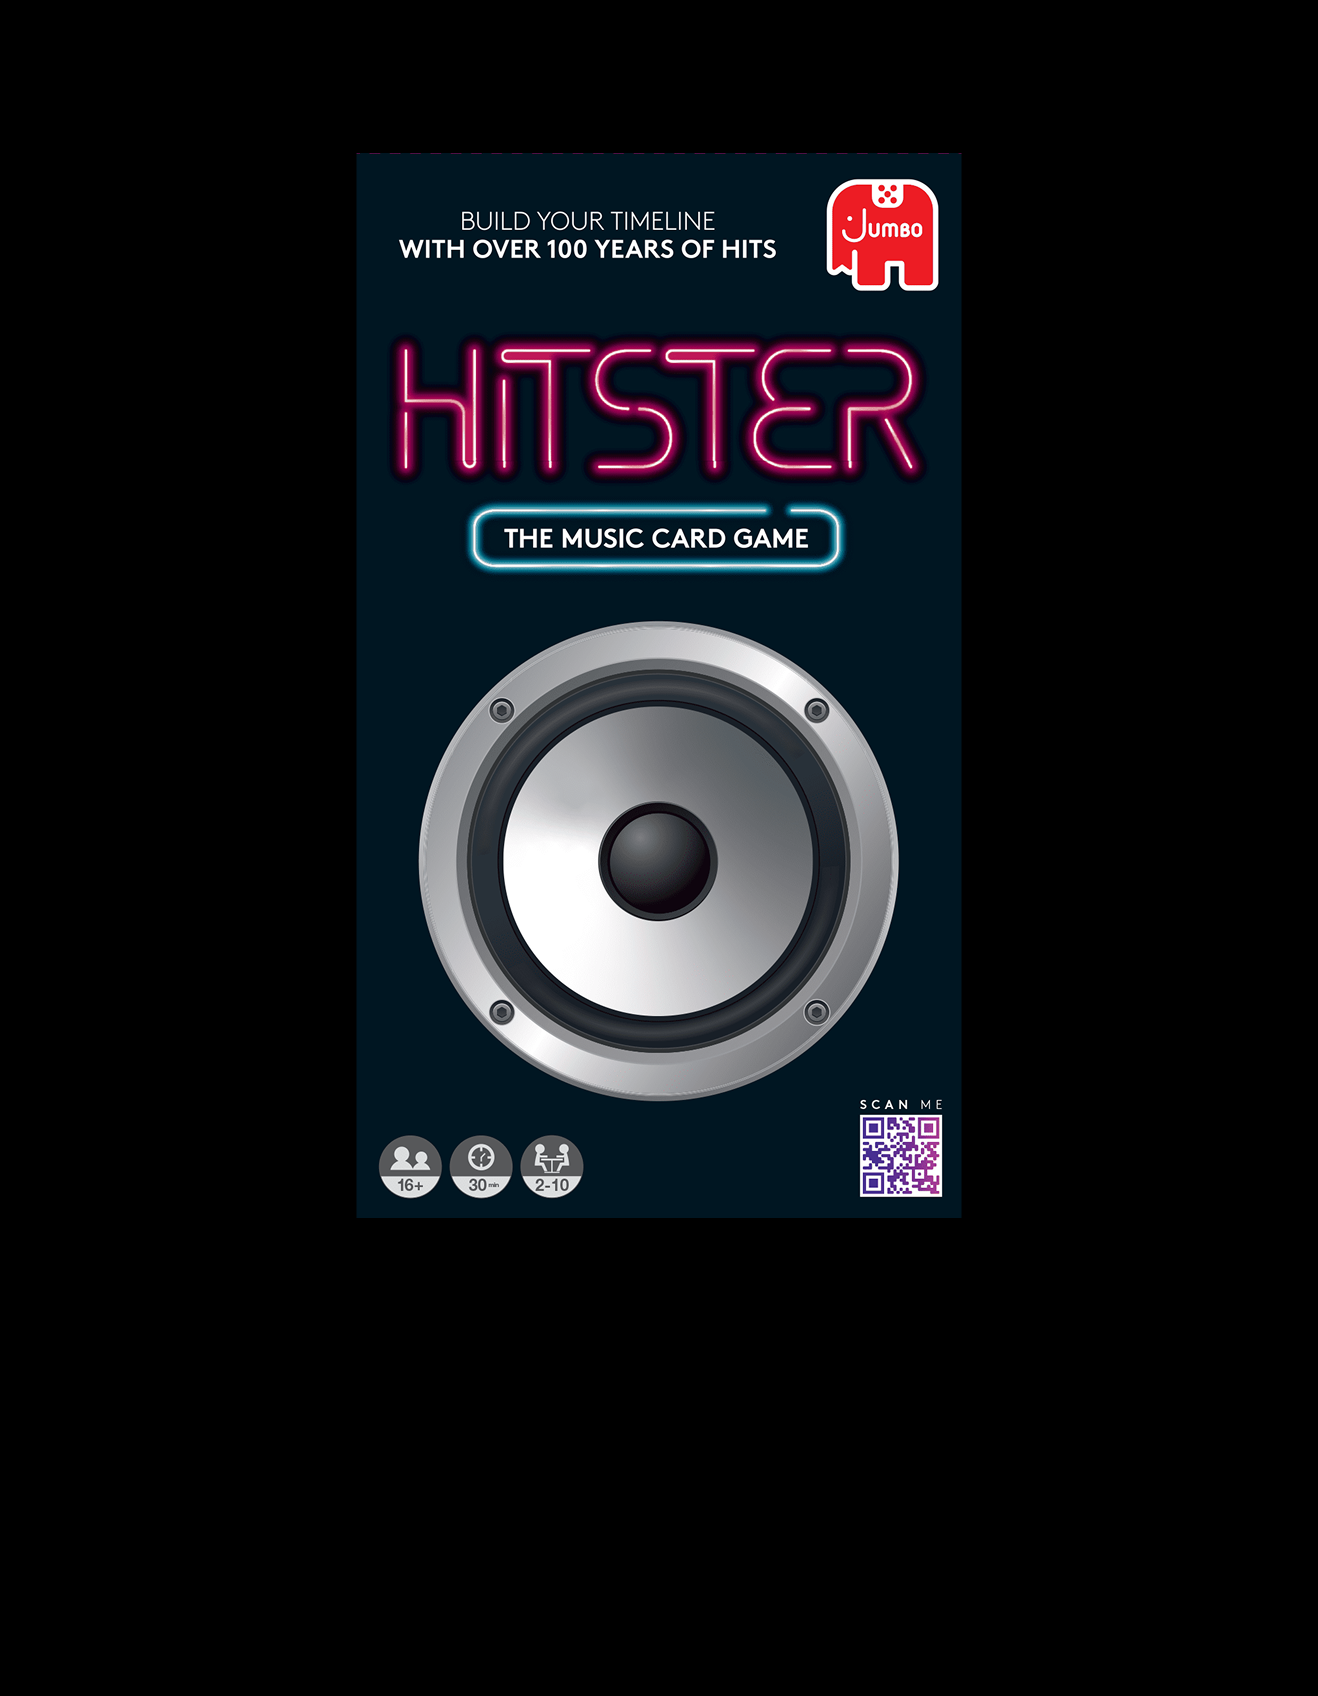 BUILD YOUR TIMELINE
WITH OVER 100 YEARS OF HITS
Jumbo
HiTSTER
THE MUSIC CARD GAME
SCAN ME
16+
30 min
2-10